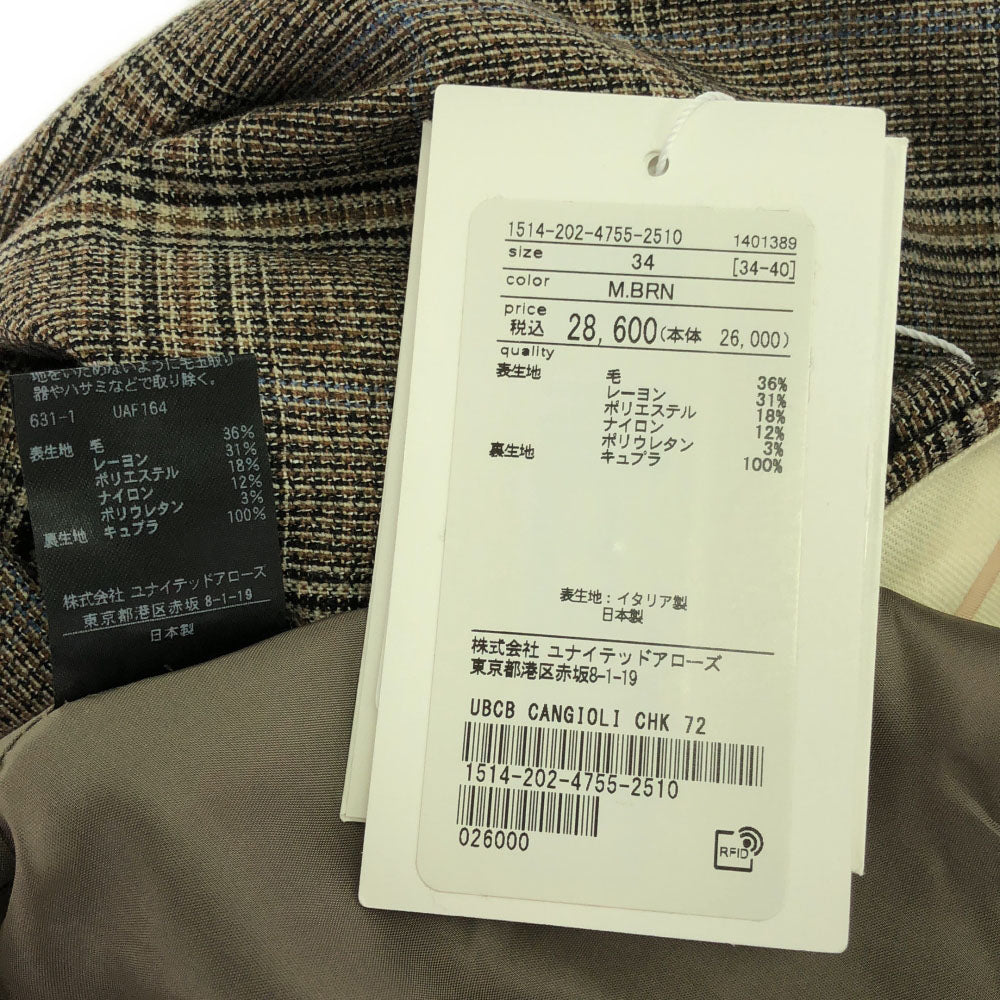 1514-202-4755-2510 1401389
size 34 [34-40]
color M.BRN
price
税込 28,600(本体 26,000)
quality
表生地 毛 36%
レーヨン 31%
ポリエステル 18%
ナイロン 12%
ポリウレタン 3%
裏生地 キュプラ 100%
表生地：イタリア製
日本製
株式会社 ユナイテッドアローズ
東京都港区赤坂8-1-19
UBCB CANGIOLI CHK 72
1514-202-4755-2510
026000
RFID
地をいためないように毛玉取り
器やハサミなどで取り除く。
631-1 UAF164
表生地 毛 36%
レーヨン 31%
ポリエステル 18%
ナイロン 12%
ポリウレタン 3%
裏生地 キュプラ 100%
株式会社 ユナイテッドアローズ
東京都港区赤坂 8-1-19
日本製